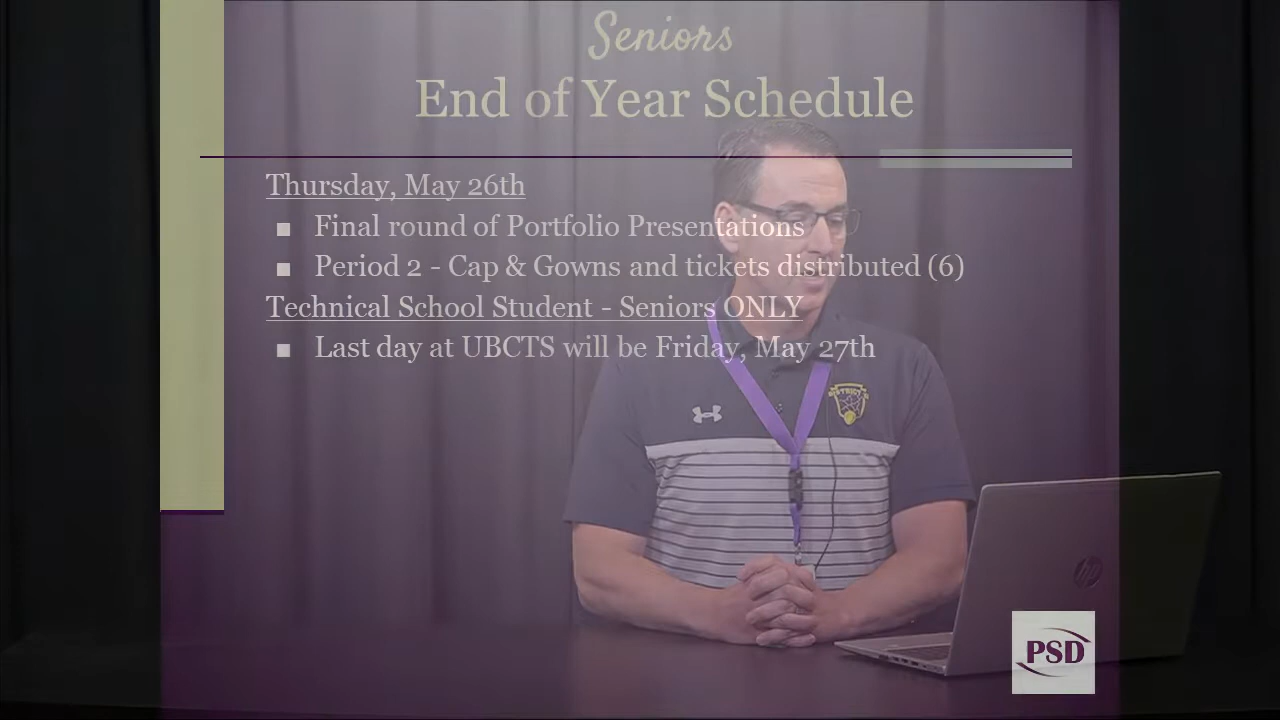 Seniors
End of Year Schedule
Thursday, May 26th
■ Final round of Portfolio Presentations
■ Period 2 - Cap & Gowns and tickets distributed (6)
Technical School Student - Seniors ONLY
■ Last day at UBCTS will be Friday, May 27th
hp
PSD